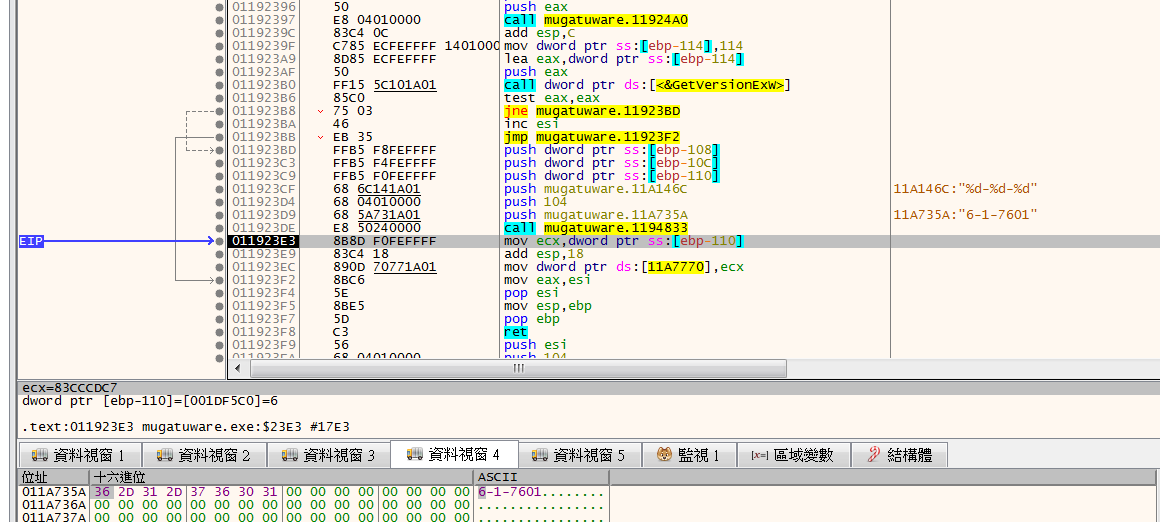 01192396 50 push eax
01192397 E8 04010000 call mugatuware.11924A0
0119239C 83C4 0C add esp,C
0119239F C785 ECFEFFFF 1401000 mov dword ptr ss:[ebp-114],114
011923A9 8D85 ECFEFFFF lea eax,dword ptr ss:[ebp-114]
011923AF 50 push eax
011923B0 FF15 5C101A01 call dword ptr ds:[<&GetVersionExW>]
011923B6 85C0 test eax,eax
011923B8 75 03 jne mugatuware.11923BD
011923BA 46 inc esi
011923BB EB 35 jmp mugatuware.11923F2
011923BD FFB5 F8FEFFFF push dword ptr ss:[ebp-108]
011923C3 FFB5 F4FEFFFF push dword ptr ss:[ebp-10C]
011923C9 FFB5 F0FEFFFF push dword ptr ss:[ebp-110]
011923CF 68 6C141A01 push mugatuware.11A146C 11A146C:"%d-%d-%d"
011923D4 68 04010000 push 104
011923D9 68 5A731A01 push mugatuware.11A735A 11A735A:"6-1-7601"
011923DE E8 50240000 call mugatuware.1194833
EIP 011923E3 8B8D F0FEFFFF mov ecx,dword ptr ss:[ebp-110]
011923E9 83C4 18 add esp,18
011923EC 890D 70771A01 mov dword ptr ds:[11A7770],ecx
011923F2 8BC6 mov eax,esi
011923F4 5E pop esi
011923F5 8BE5 mov esp,ebp
011923F7 5D pop ebp
011923F8 C3 ret
011923F9 56 push esi
011923FA 68 04010000 push 104
ecx=83CCCDC7
dword ptr [ebp-110]=[001DF5C0]=6
.text:011923E3 mugatuware.exe:$23E3 #17E3
資料視窗 1 資料視窗 2 資料視窗 3 資料視窗 4 資料視窗 5 監視 1 [x=] 區域變數 結構體
位址 十六進位 ASCII
011A735A 36 2D 31 2D 37 36 30 31 00 00 00 00 00 00 00 00 6-1-7601........
011A736A 00 00 00 00 00 00 00 00 00 00 00 00 00 00 00 00 ................
011A737A 00 00 00 00 00 00 00 00 00 00 00 00 00 00 00 00 ................